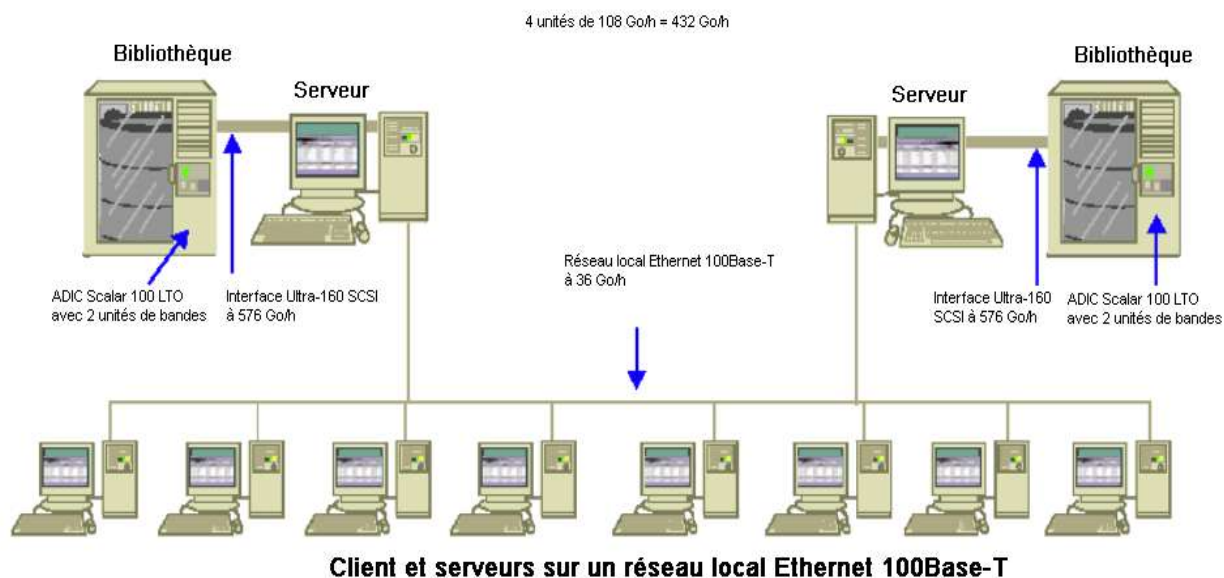 4 unités de 108 Go/h = 432 Go/h
Bibliothèque
Serveur
Bibliothèque
Serveur
Réseau local Ethernet 100Base-T
à 36 Go/h
ADIC Scalar 100 LTO
avec 2 unités de bandes
Interface Ultra-160 SCSI
à 576 Go/h
Interface Ultra-160
SCSI à 576 Go/h
ADIC Scalar 100 LTO
avec 2 unités de bandes
Client et serveurs sur un réseau local Ethernet 100Base-T